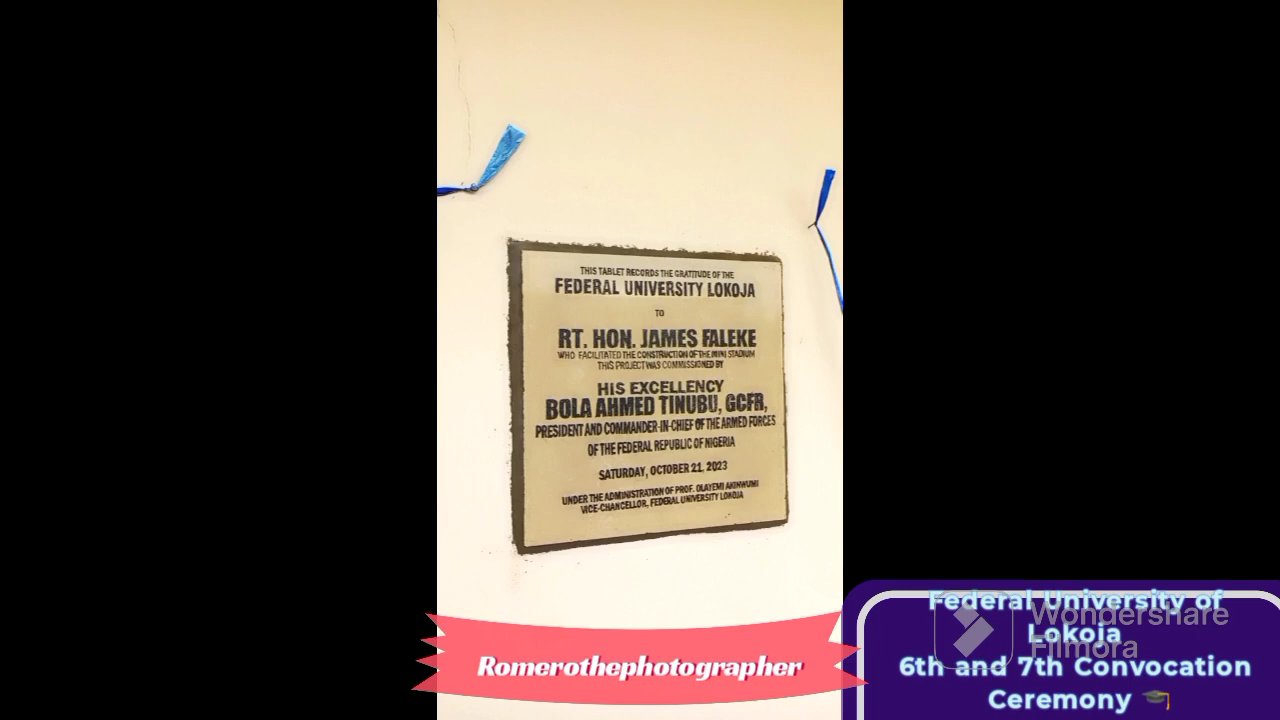 THIS TABLET RECORDS THE GRATITUDE OF THE
FEDERAL UNIVERSITY LOKOJA
TO
RT. HON. JAMES FALEKE
WHO FACILITATED THE CONSTRUCTION OF THE MINI STADIUM
THIS PROJECT WAS COMMISSIONED BY
HIS EXCELLENCY
BOLA AHMED TINUBU, GCFR,
PRESIDENT AND COMMANDER-IN-CHIEF OF THE ARMED FORCES
OF THE FEDERAL REPUBLIC OF NIGERIA
SATURDAY, OCTOBER 21, 2023
UNDER THE ADMINISTRATION OF PROF. OLAYEMI AKINWUMI
VICE-CHANCELLOR, FEDERAL UNIVERSITY LOKOJA
Romerothephotographer
Federal University of
Lokoja
6th and 7th Convocation
Ceremony 🎓
Wondershare
Filmora